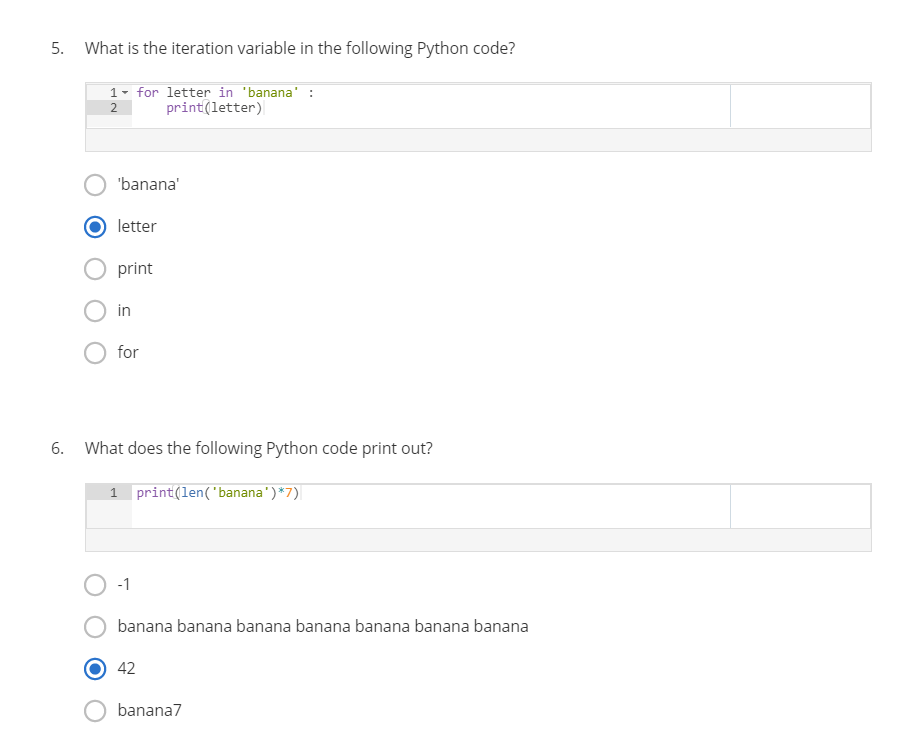 5. What is the iteration variable in the following Python code?
1 for letter in 'banana' :
2 print(letter)
'banana'
letter
print
in
for
6. What does the following Python code print out?
1 print(len('banana')*7)
-1
banana banana banana banana banana banana banana
42
banana7